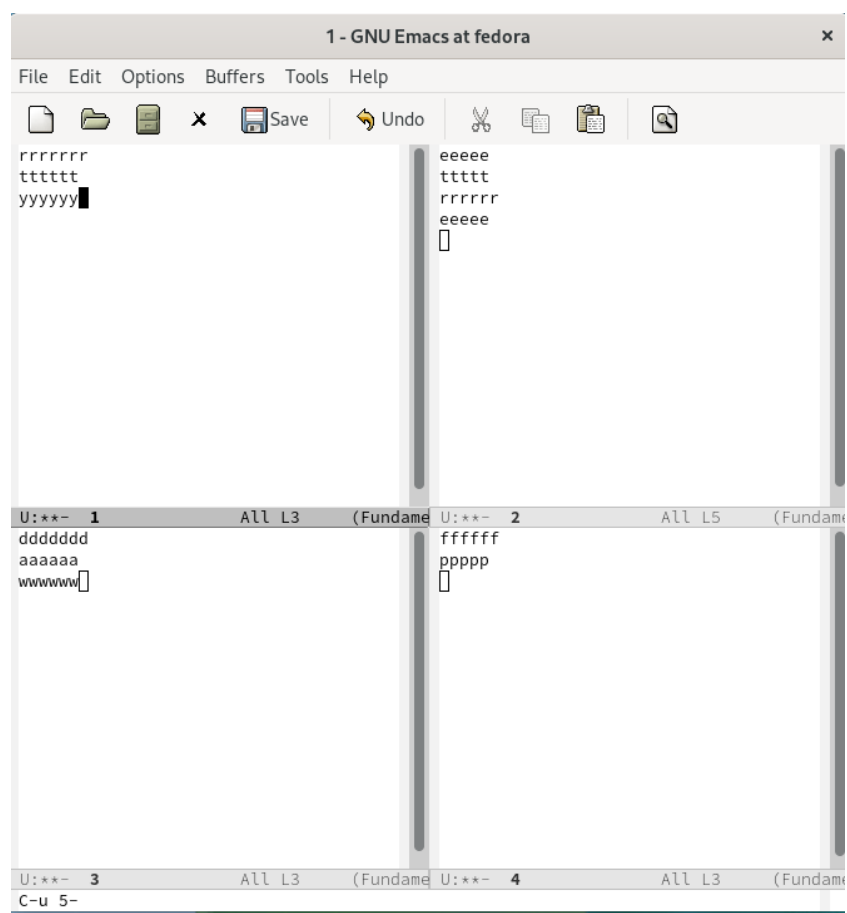 1 - GNU Emacs at fedora ×
File Edit Options Buffers Tools Help
Save Undo
rrrrrrr
tttttt
yyyyyy
U:**- 1 All L3 (Fundame
eeeee
ttttt
rrrrrr
eeeee
U:**- 2 All L5 (Fundame
ddddddd
aaaaaa
wwwwww
U:**- 3 All L3 (Fundame
ffffff
ppppp
U:**- 4 All L3 (Fundame
C-u 5-